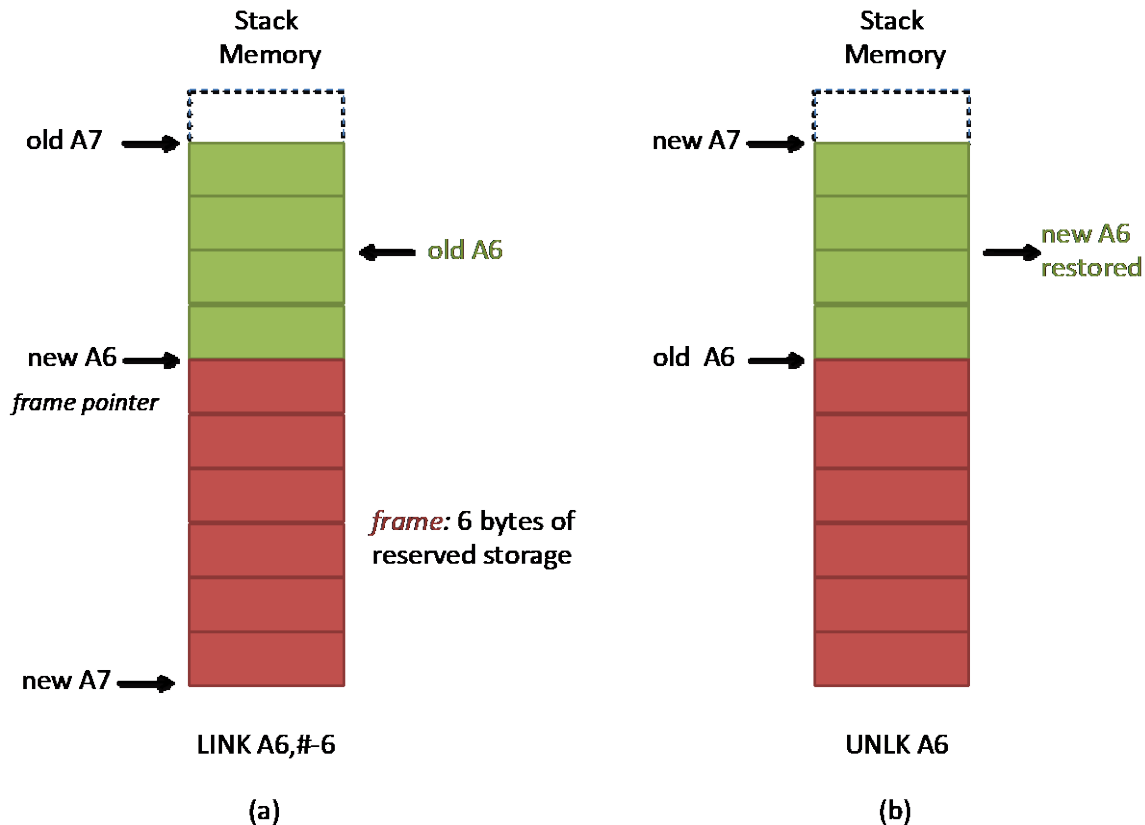 Stack
Memory
old A7
old A6
new A6
frame pointer
frame: 6 bytes of
reserved storage
new A7
LINK A6,#-6
(a)
Stack
Memory
new A7
new A6
restored
old A6
UNLK A6
(b)